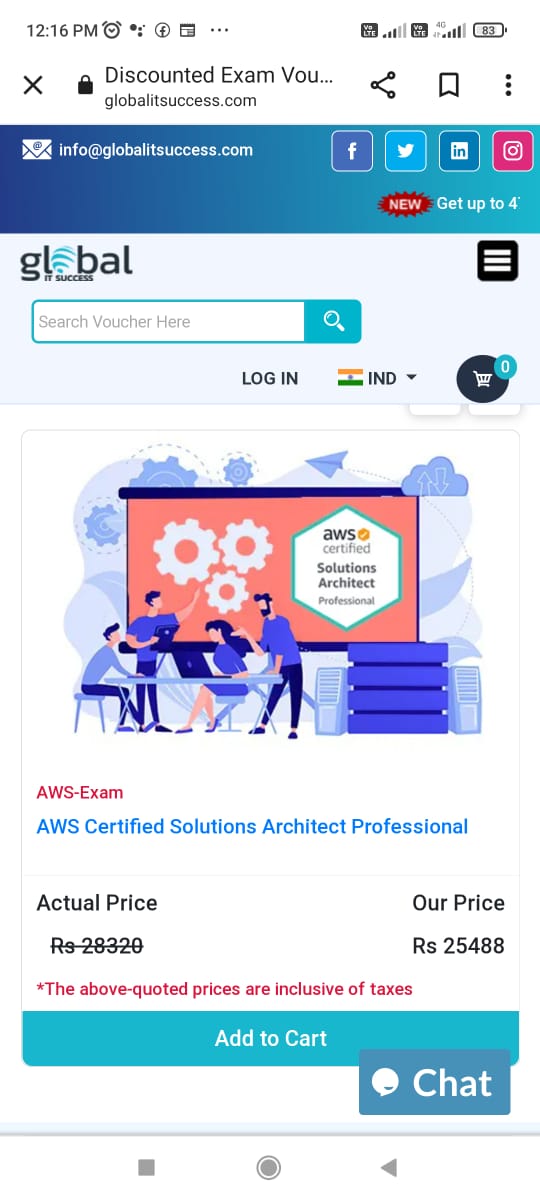 12:16 PM
Vo LTE
Vo LTE
4G
83
Discounted Exam Vou...
globalitsuccess.com
info@globalitsuccess.com
NEW Get up to 4
global
IT SUCCESS
Search Voucher Here
LOG IN
IND
0
aws
certified
Solutions
Architect
Professional
AWS-Exam
AWS Certified Solutions Architect Professional
Actual Price Our Price
Rs 28320 Rs 25488
*The above-quoted prices are inclusive of taxes
Add to Cart
Chat